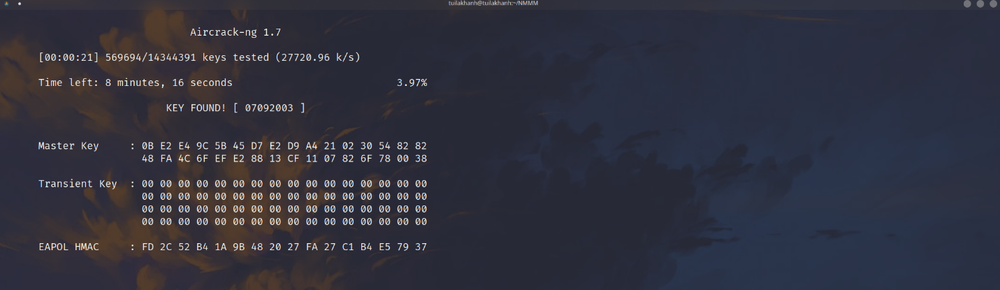 tuilakhanh@tuilakhanh:~/NMMM
Aircrack-ng 1.7
[00:00:21] 569694/14344391 keys tested (27720.96 k/s)
Time left: 8 minutes, 16 seconds 3.97%
KEY FOUND! [ 07092003 ]
Master Key : 0B E2 E4 9C 5B 45 D7 E2 D9 A4 21 02 30 54 82 82
48 FA 4C 6F EF E2 88 13 CF 11 07 82 6F 78 00 38
Transient Key : 00 00 00 00 00 00 00 00 00 00 00 00 00 00 00 00
00 00 00 00 00 00 00 00 00 00 00 00 00 00 00 00
00 00 00 00 00 00 00 00 00 00 00 00 00 00 00 00
00 00 00 00 00 00 00 00 00 00 00 00 00 00 00 00
EAPOL HMAC : FD 2C 52 B4 1A 9B 48 20 27 FA 27 C1 B4 E5 79 37